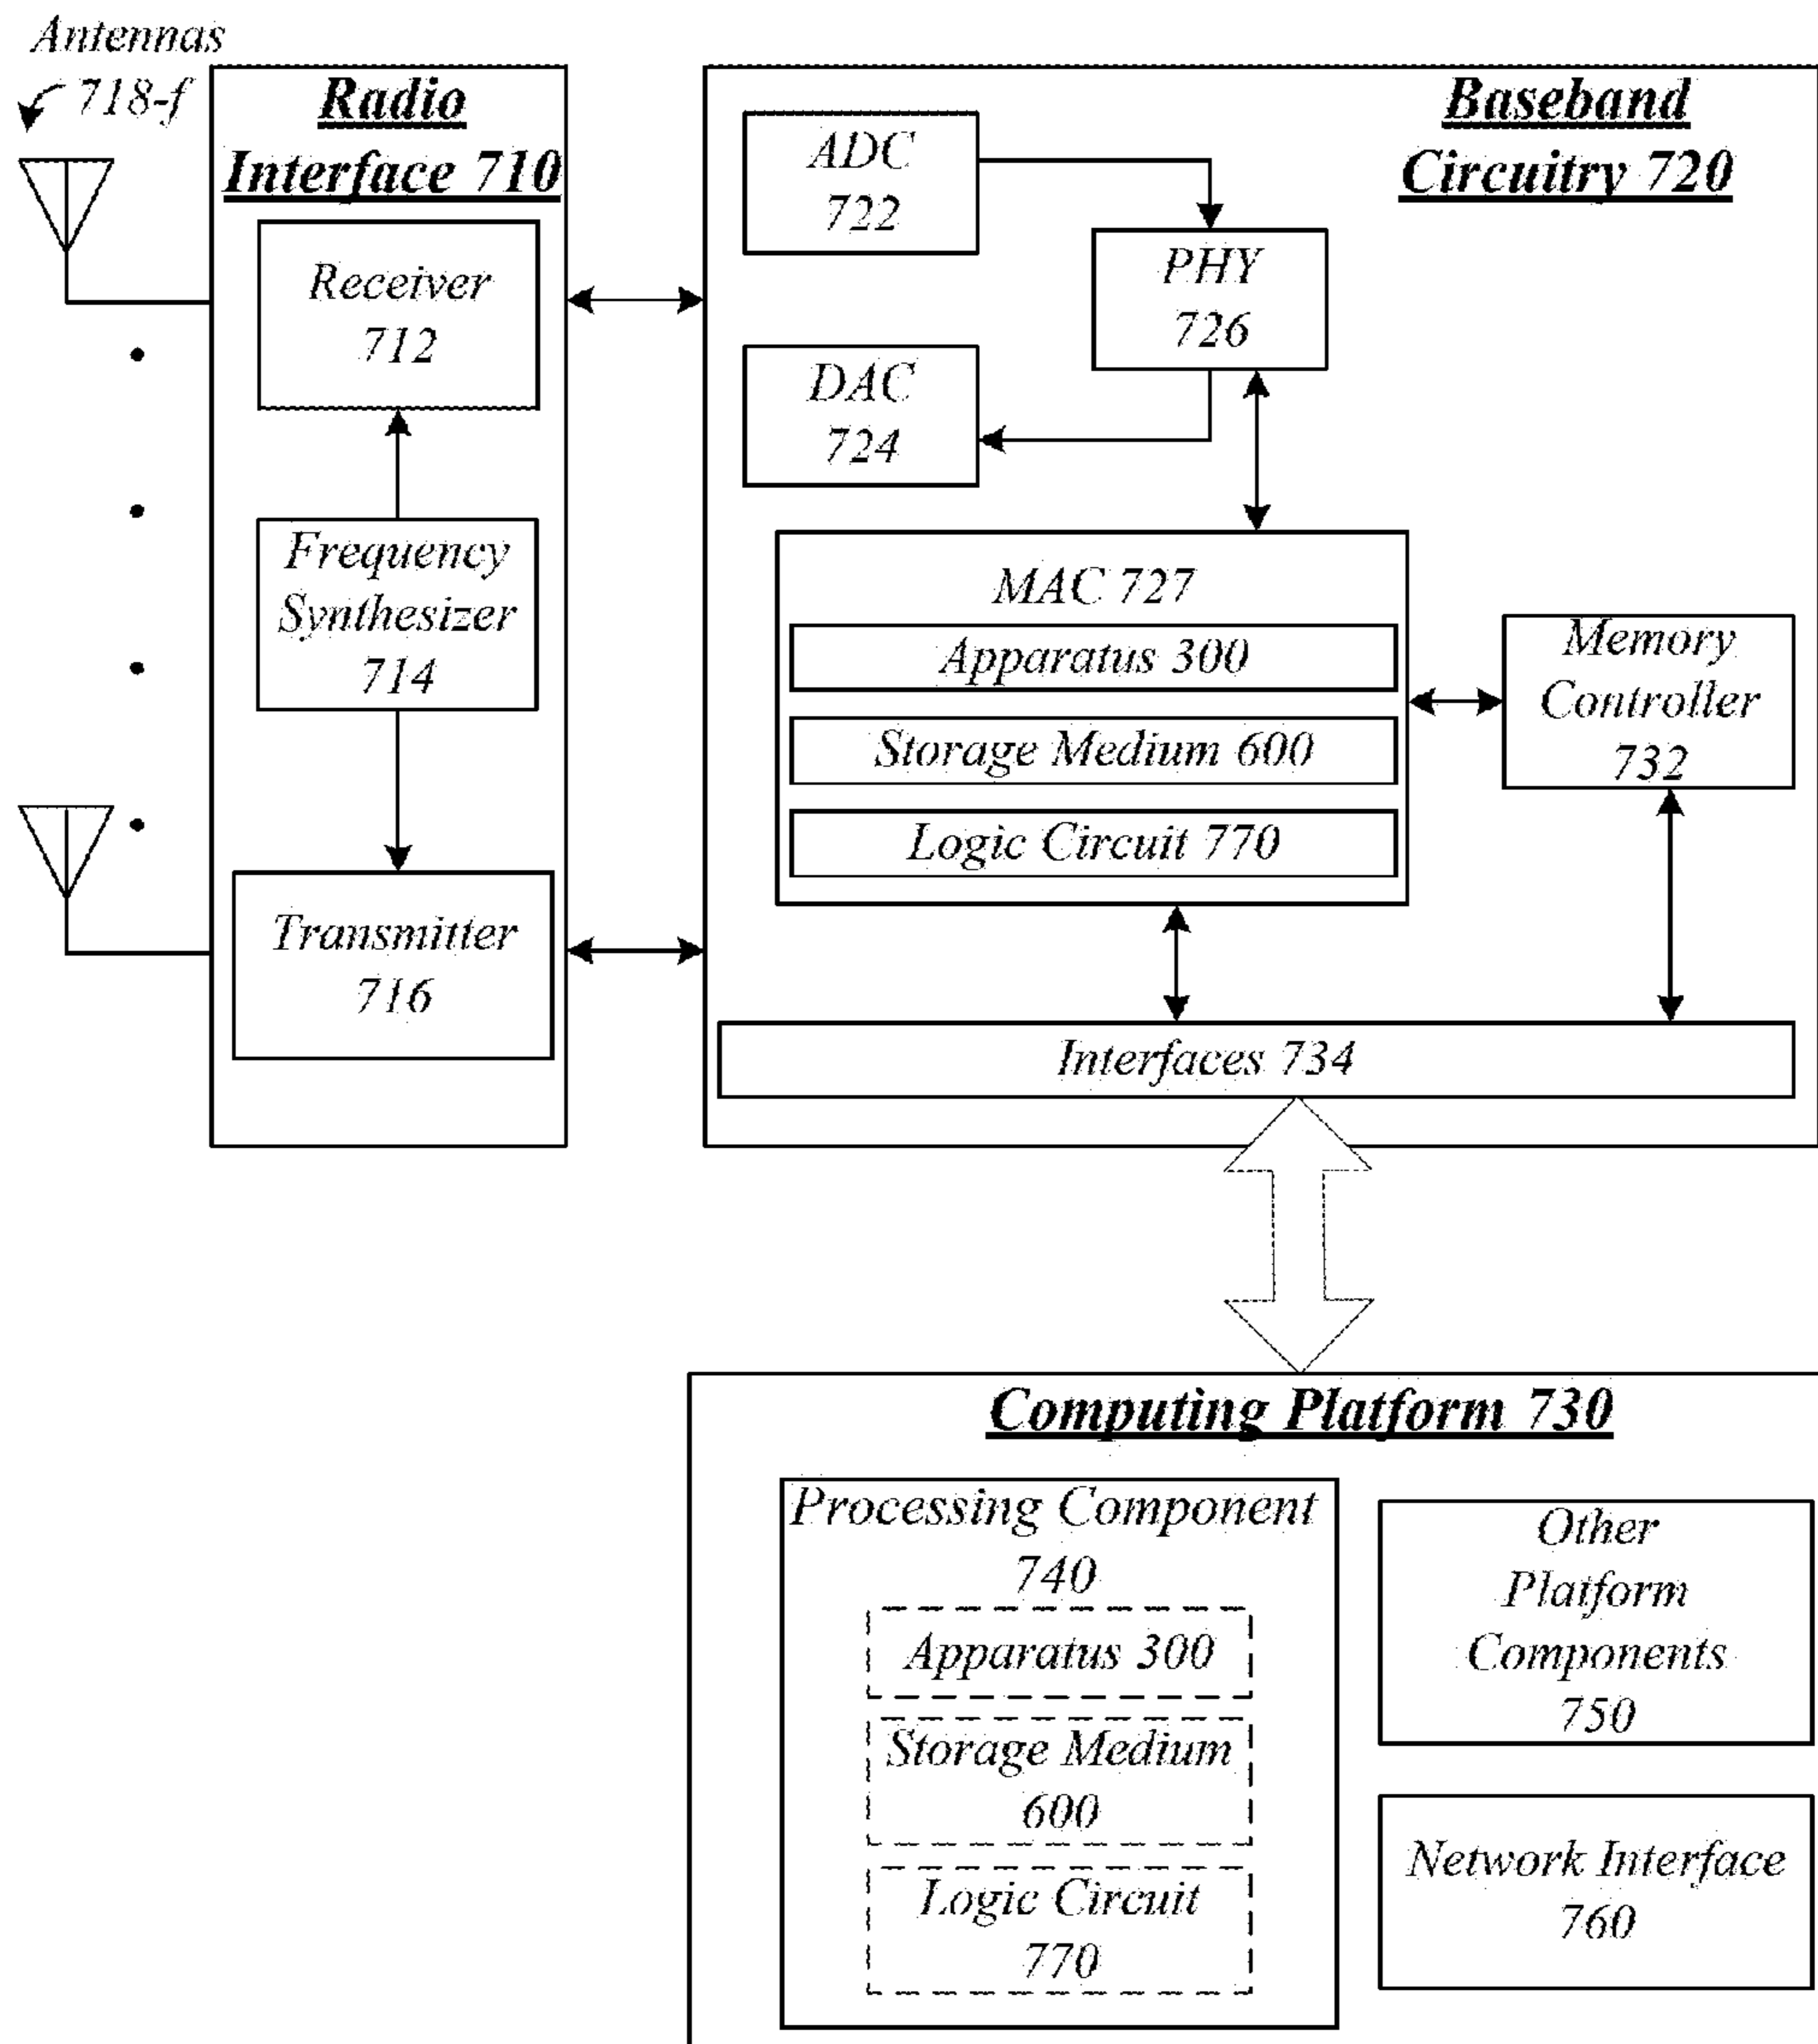 Antennas
718-f
Radio
Interface 710
Receiver
712
Frequency
Synthesizer
714
Transmitter
716
Baseband
Circuitry 720
ADC
722
PHY
726
DAC
724
MAC 727
Apparatus 300
Storage Medium 600
Logic Circuit 770
Memory
Controller
732
Interfaces 734
Computing Platform 730
Processing Component
740
Apparatus 300
Storage Medium
600
Logic Circuit
770
Other
Platform
Components
750
Network Interface
760